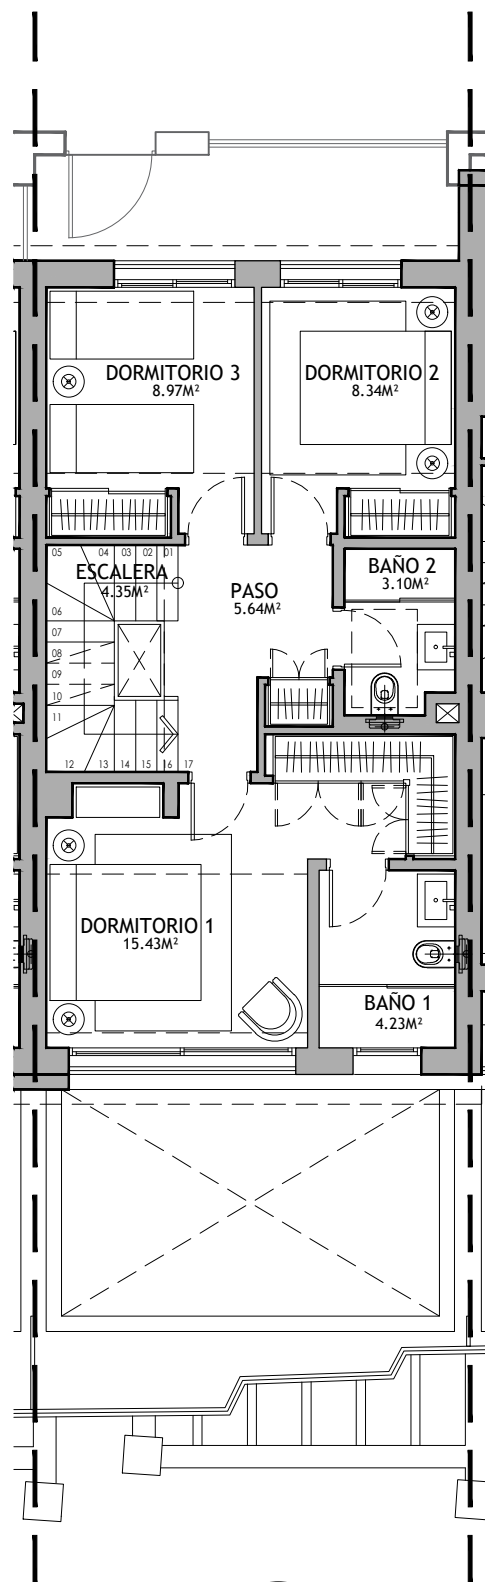 DORMITORIO 3
8.97M²
DORMITORIO 2
8.34M²
05
04
03
02
01
ESCALERA
4.35M²
06
07
08
09
10
11
12
13
14
15
16
17
PASO
5.64M²
BAÑO 2
3.10M²
DORMITORIO 1
15.43M²
BAÑO 1
4.23M²